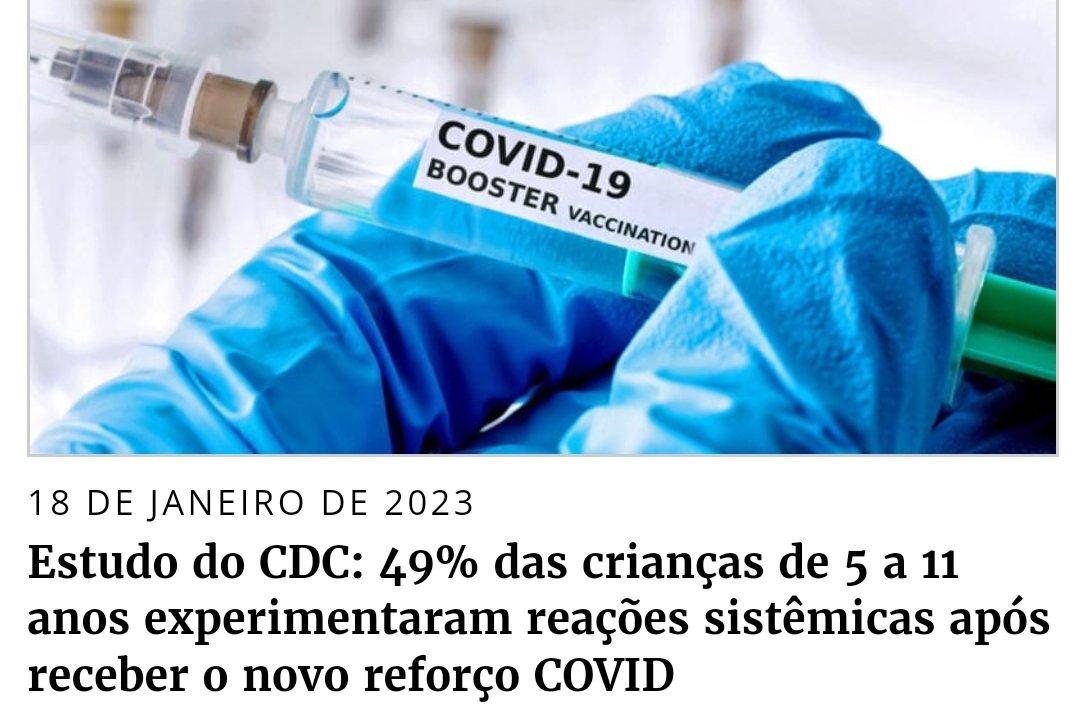 COVID-19
BOOSTER VACCINATION
18 DE JANEIRO DE 2023
Estudo do CDC: 49% das crianças de 5 a 11
anos experimentaram reações sistêmicas após
receber o novo reforço COVID